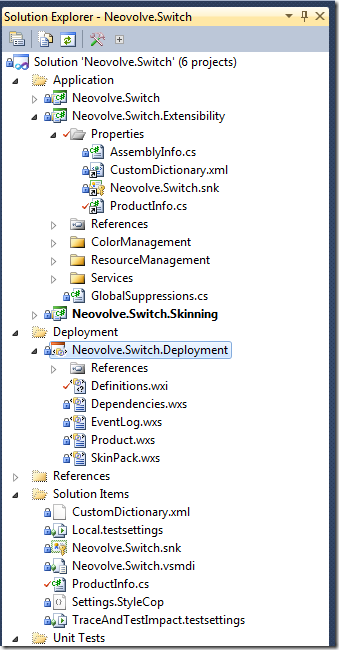 Solution Explorer - Neovolve.Switch
Solution 'Neovolve.Switch' (6 projects)
Application
Neovolve.Switch
Neovolve.Switch.Extensibility
Properties
AssemblyInfo.cs
CustomDictionary.xml
Neovolve.Switch.snk
ProductInfo.cs
References
ColorManagement
ResourceManagement
Services
GlobalSuppressions.cs
Neovolve.Switch.Skinning
Deployment
Neovolve.Switch.Deployment
References
Definitions.wxi
Dependencies.wxs
EventLog.wxs
Product.wxs
SkinPack.wxs
References
Solution Items
CustomDictionary.xml
Local.testsettings
Neovolve.Switch.snk
Neovolve.Switch.vsmdi
ProductInfo.cs
Settings.StyleCop
TraceAndTestImpact.testsettings
Unit Tests